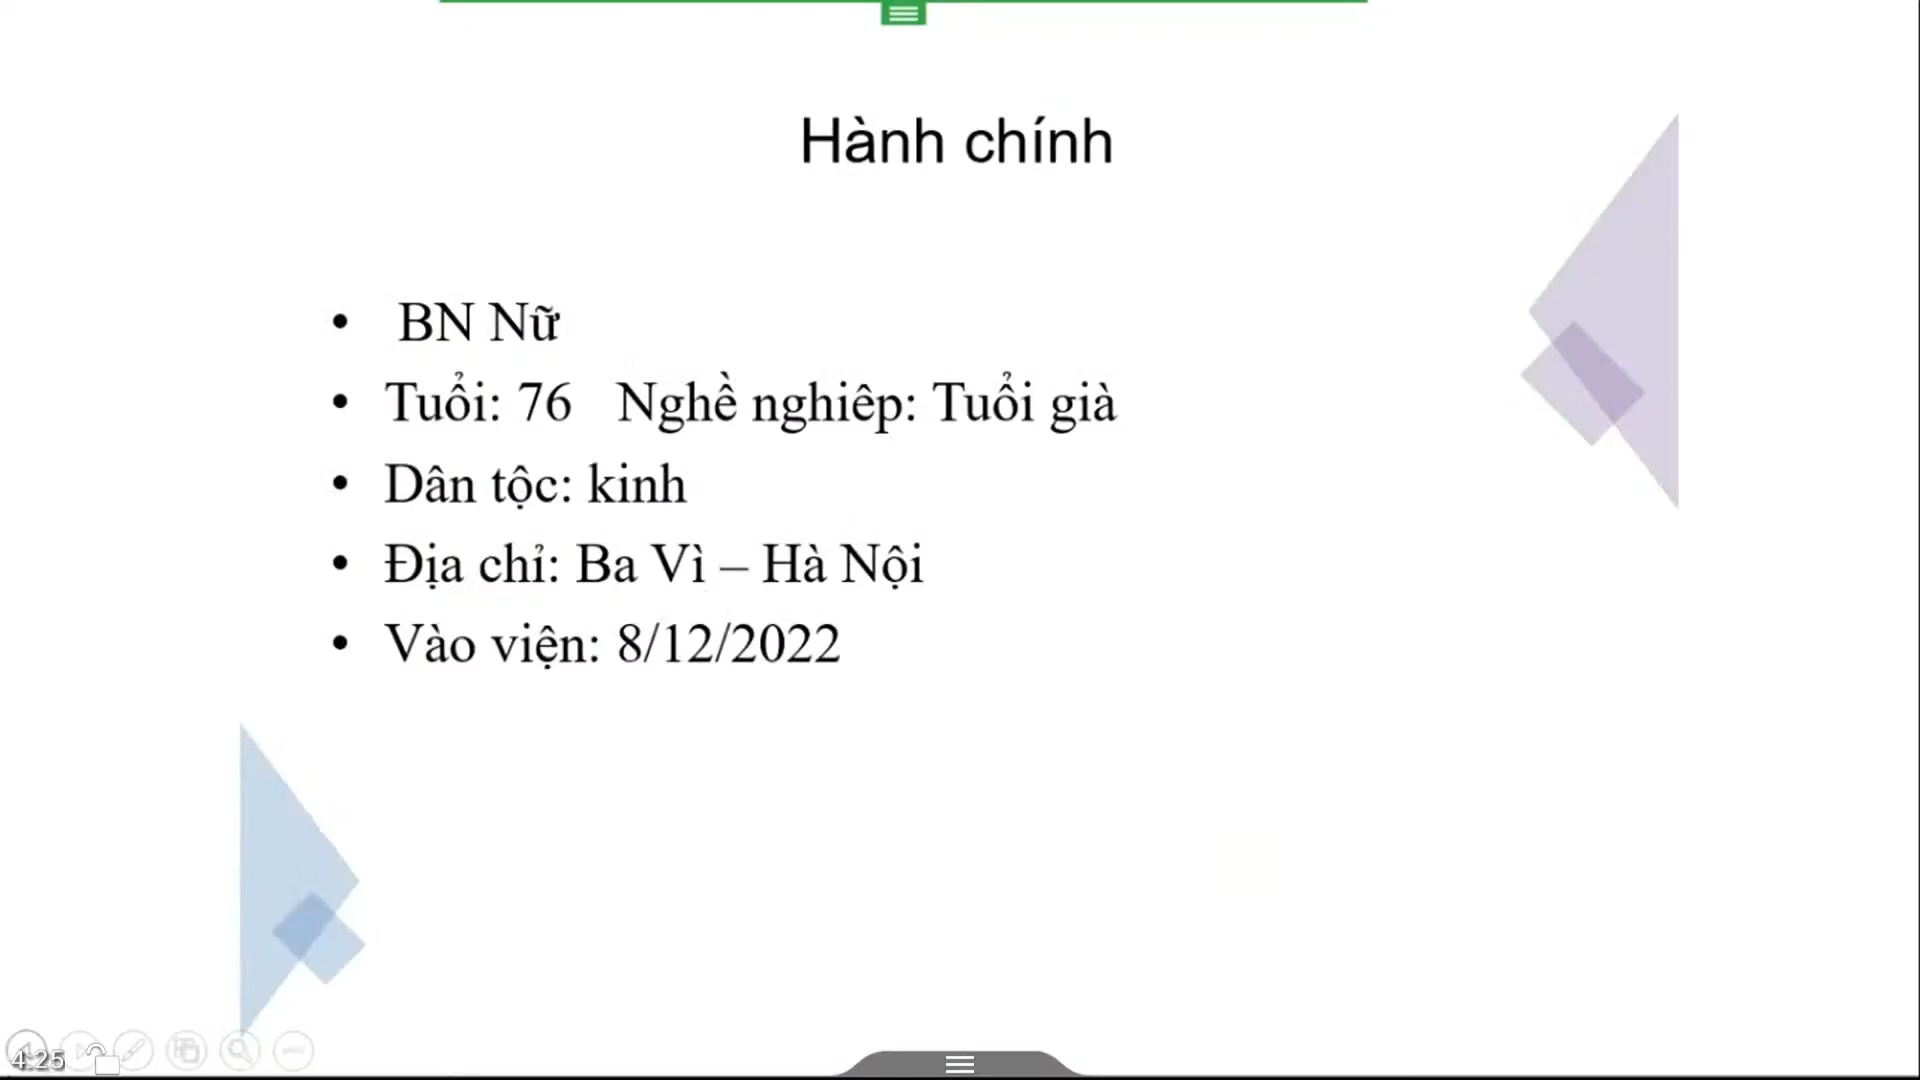 Hành chính
• BN Nữ
• Tuổi: 76 Nghề nghiêp: Tuổi già
• Dân tộc: kinh
• Địa chỉ: Ba Vì – Hà Nội
• Vào viện: 8/12/2022
4:25